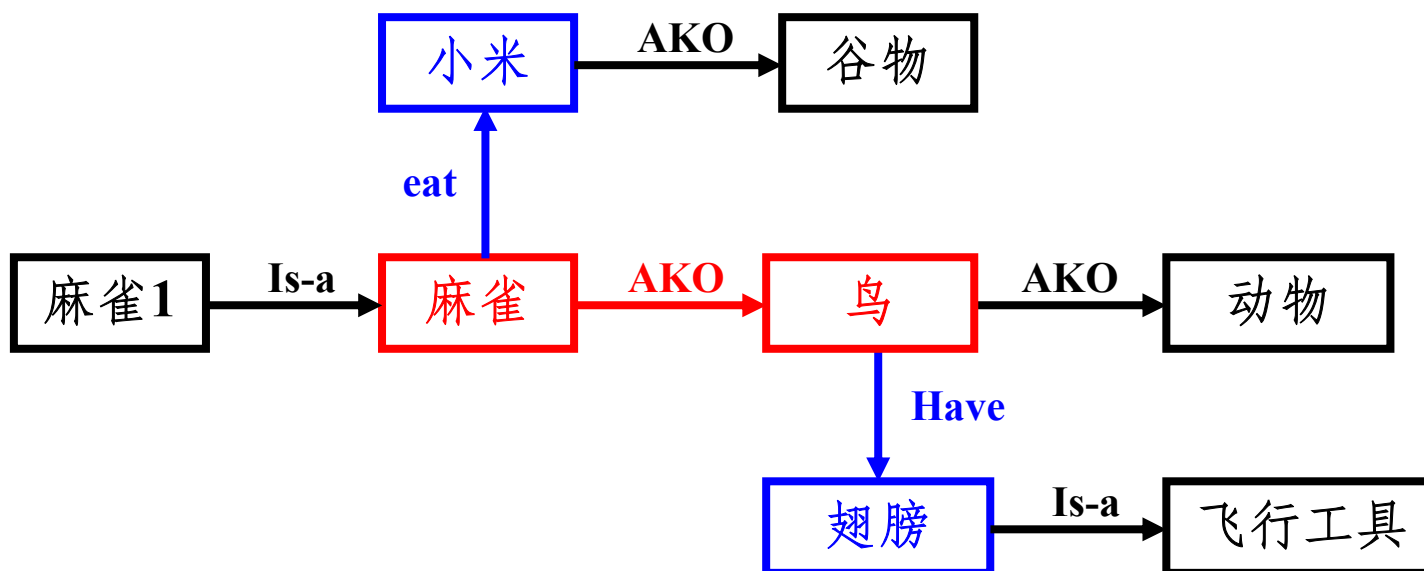 小米
AKO
谷物
eat
麻雀1
Is-a
麻雀
AKO
鸟
AKO
动物
Have
翅膀
Is-a
飞行工具